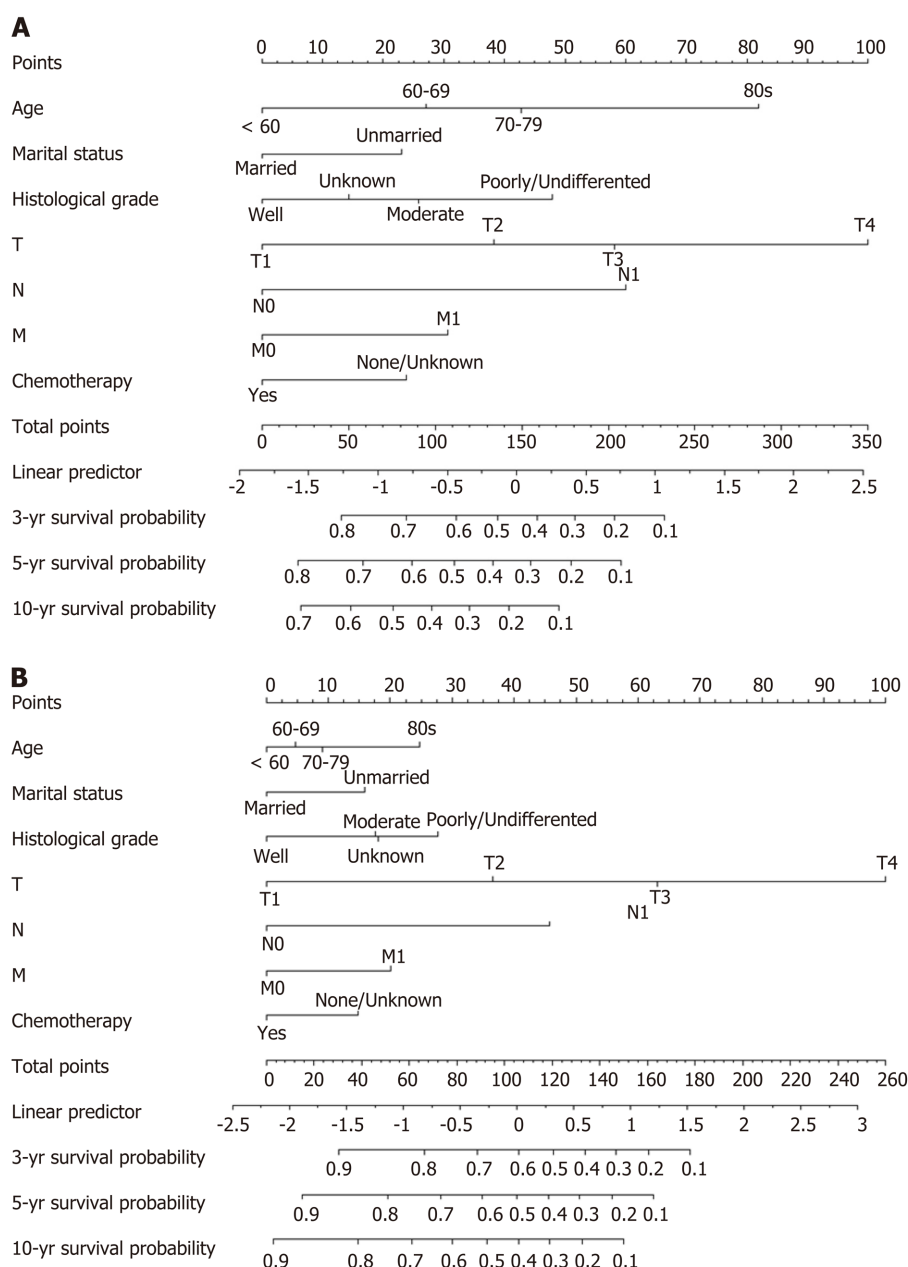 A
0 10 20 30 40 50 60 70 80 90 100
Points
60-69 80s
Age
< 60 70-79
Unmarried
Marital status
Married
Unknown Poorly/Undifferented
Histological grade
Well Moderate
T2 T4
T
T1 T3
N1
N
N0
M1
M
M0
None/Unknown
Chemotherapy
Yes
Total points
0 50 100 150 200 250 300 350
Linear predictor
-2 -1.5 -1 -0.5 0 0.5 1 1.5 2 2.5
3-yr survival probability
0.8 0.7 0.6 0.5 0.4 0.3 0.2 0.1
5-yr survival probability
0.8 0.7 0.6 0.5 0.4 0.3 0.2 0.1
10-yr survival probability
0.7 0.6 0.5 0.4 0.3 0.2 0.1
B
0 10 20 30 40 50 60 70 80 90 100
Points
60-69 80s
Age
< 60 70-79
Unmarried
Marital status
Married
Moderate Poorly/Undifferented
Histological grade
Well Unknown
T2 T4
T
T1 T3
N1
N
N0
M1
M
M0
None/Unknown
Chemotherapy
Yes
Total points
0 20 40 60 80 100 120 140 160 180 200 220 240 260
Linear predictor
-2.5 -2 -1.5 -1 -0.5 0 0.5 1 1.5 2 2.5 3
3-yr survival probability
0.9 0.8 0.7 0.6 0.5 0.4 0.3 0.2 0.1
5-yr survival probability
0.9 0.8 0.7 0.6 0.5 0.4 0.3 0.2 0.1
10-yr survival probability
0.9 0.8 0.7 0.6 0.5 0.4 0.3 0.2 0.1